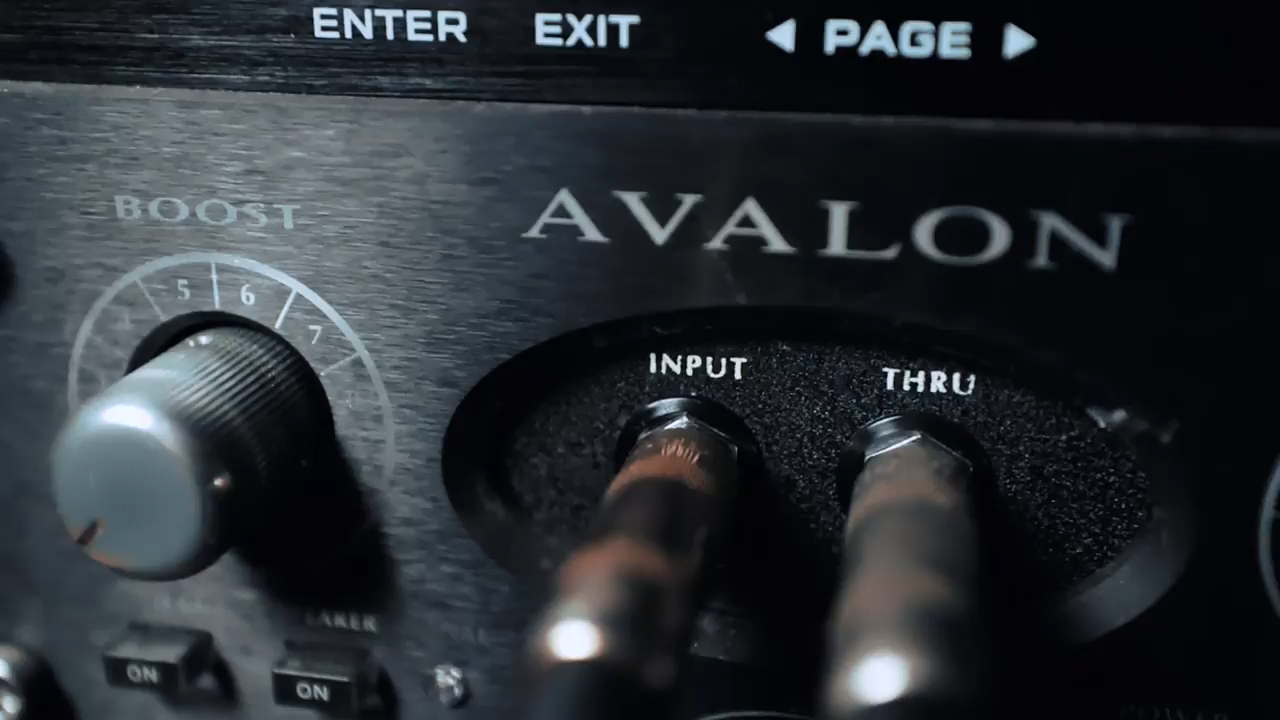 ENTER EXIT ◀ PAGE ▶
BOOST
AVALON
5 6 7
INPUT THRU
ON ON